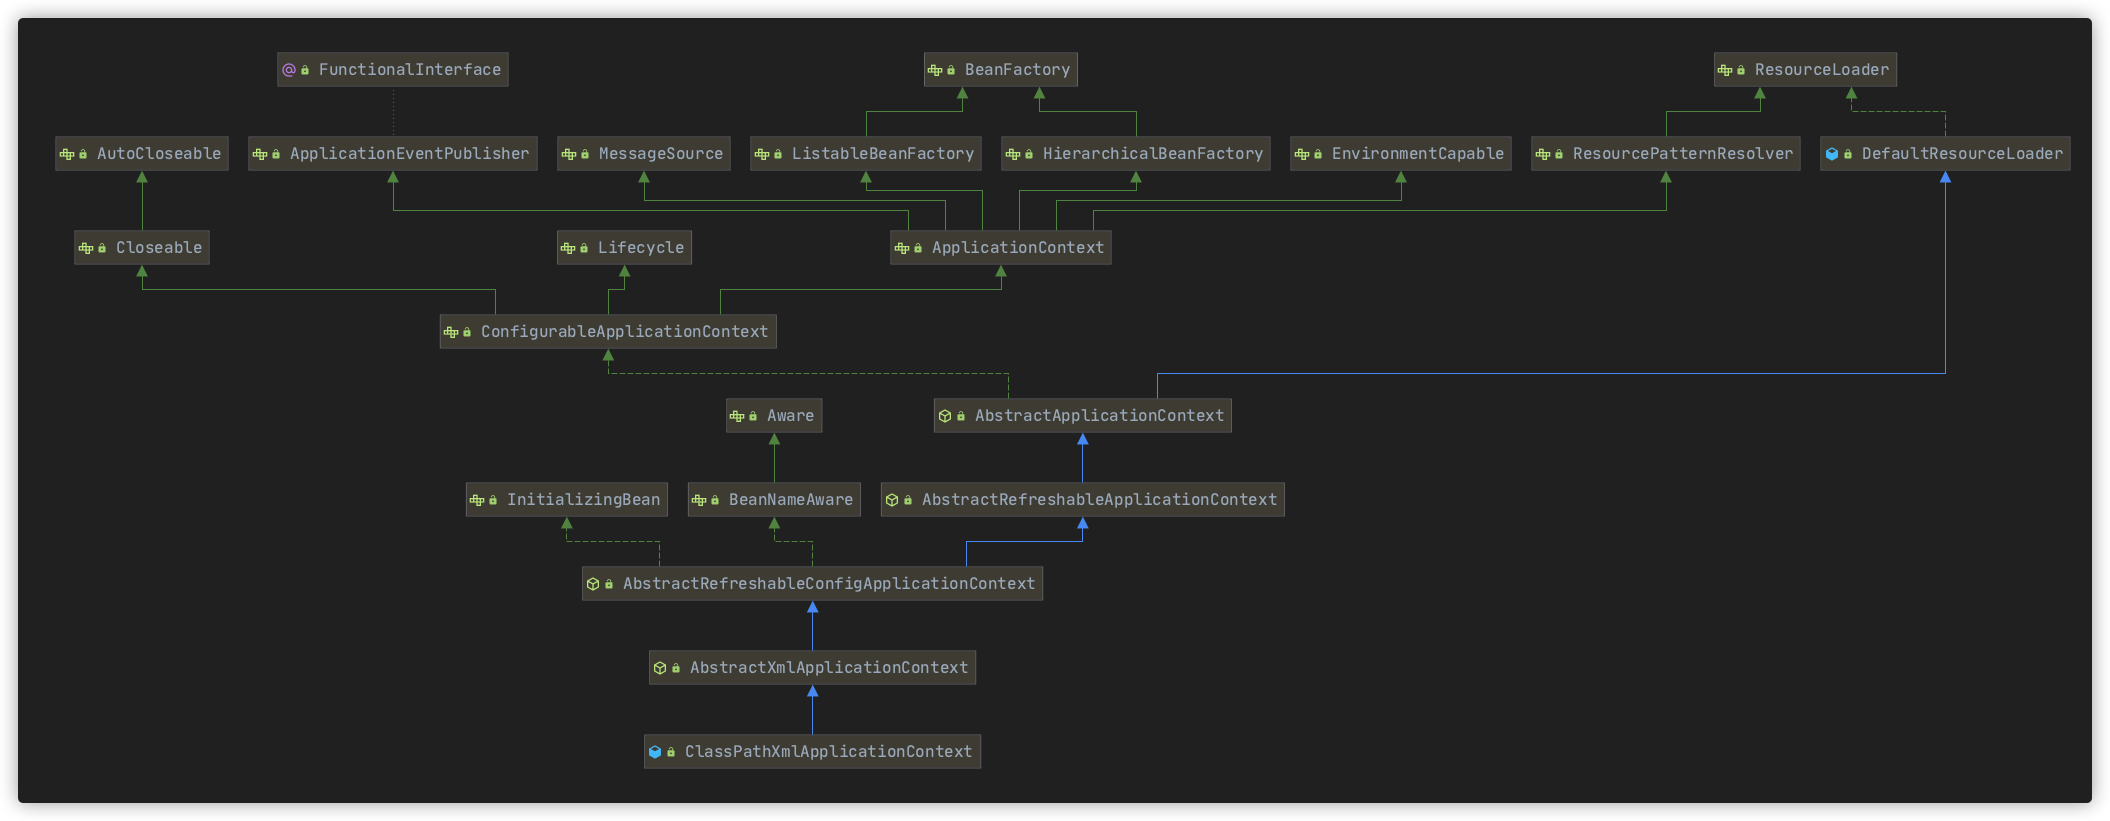 FunctionalInterface
BeanFactory
ResourceLoader
AutoCloseable
ApplicationEventPublisher
MessageSource
ListableBeanFactory
HierarchicalBeanFactory
EnvironmentCapable
ResourcePatternResolver
DefaultResourceLoader
Closeable
Lifecycle
ApplicationContext
ConfigurableApplicationContext
Aware
AbstractApplicationContext
InitializingBean
BeanNameAware
AbstractRefreshableApplicationContext
AbstractRefreshableConfigApplicationContext
AbstractXmlApplicationContext
ClassPathXmlApplicationContext